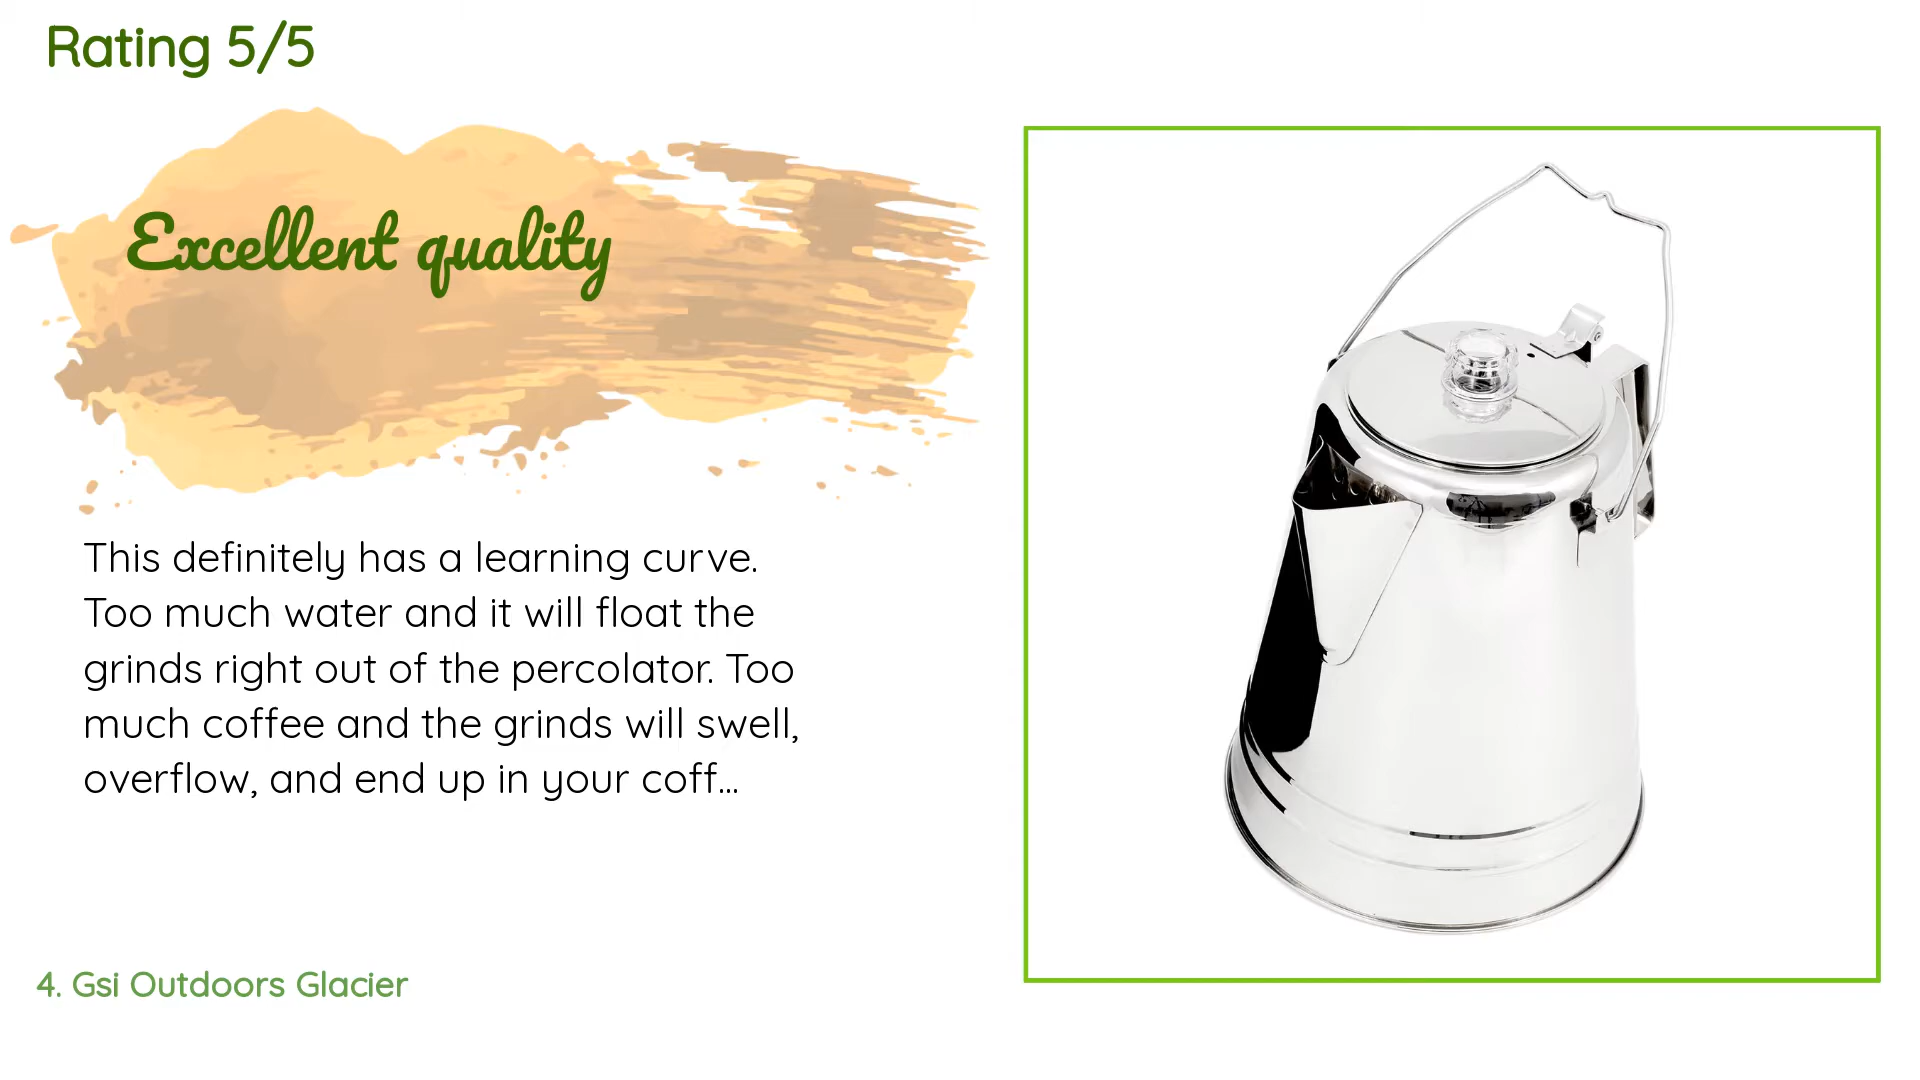 Rating 5/5
Excellent quality
This definitely has a learning curve.
Too much water and it will float the
grinds right out of the percolator. Too
much coffee and the grinds will swell,
overflow, and end up in your coff...
4. Gsi Outdoors Glacier